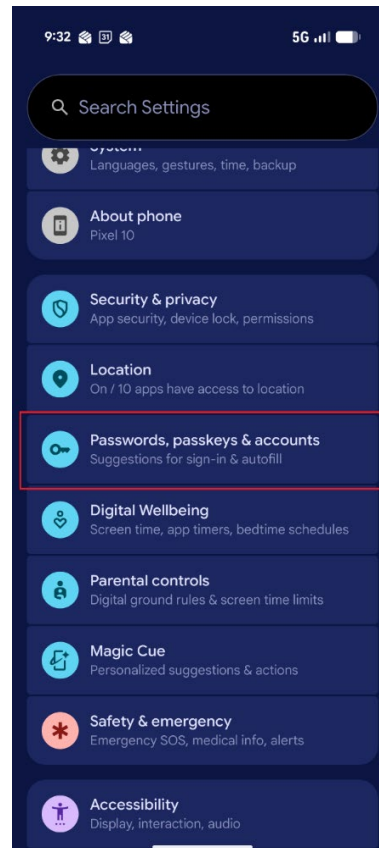 9:32 31 5G
Search Settings
System
Languages, gestures, time, backup
About phone
Pixel 10
Security & privacy
App security, device lock, permissions
Location
On / 10 apps have access to location
Passwords, passkeys & accounts
Suggestions for sign-in & autofill
Digital Wellbeing
Screen time, app timers, bedtime schedules
Parental controls
Digital ground rules & screen time limits
Magic Cue
Personalized suggestions & actions
Safety & emergency
Emergency SOS, medical info, alerts
Accessibility
Display, interaction, audio